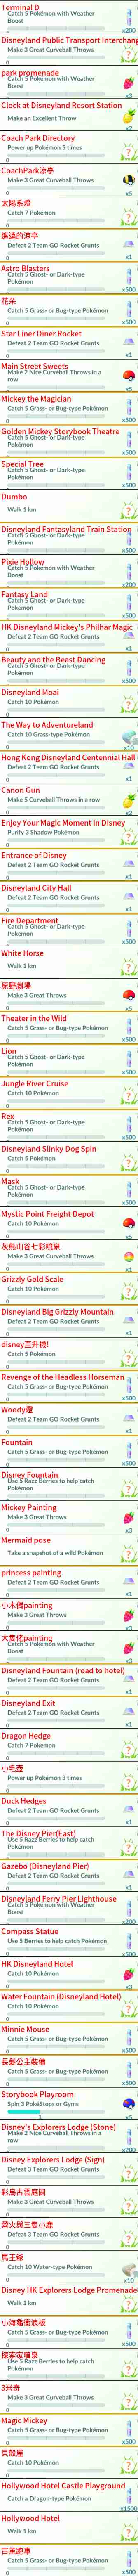 Terminal D
Catch 5 Pokémon with Weather
Boost
0
x200
Disneyland Public Transport Interchang
Make 3 Great Curveball Throws
0
park promenade
Catch 5 Pokémon with Weather
Boost
0
x3
Clock at Disneyland Resort Station
Make an Excellent Throw
0
x2
Coach Park Directory
Power up Pokémon 5 times
0
CoachPark涼亭
Make 3 Great Curveball Throws
0
x5
太陽系燈
Catch 7 Pokémon
0
遙遠的涼亭
Defeat 2 Team GO Rocket Grunts
0
x1
Astro Blasters
Catch 5 Ghost- or Dark-type
Pokémon
0
x500
花朵
Catch 5 Grass- or Bug-type Pokémon
0
x500
Star Liner Diner Rocket
Defeat 2 Team GO Rocket Grunts
0
x1
Main Street Sweets
Make 2 Nice Curveball Throws in a
row
0
x5
Mickey the Magician
Catch 5 Grass- or Bug-type Pokémon
0
x500
Golden Mickey Storybook Theatre
Catch 5 Ghost- or Dark-type
Pokémon
0
x500
Special Tree
Catch 5 Ghost- or Dark-type
Pokémon
0
x500
Dumbo
Walk 1 km
0
Disneyland Fantasyland Train Station
Catch 5 Ghost- or Dark-type
Pokémon
0
x500
Pixie Hollow
Catch 5 Pokémon with Weather
Boost
0
x200
Fantasy Land
Catch 5 Ghost- or Dark-type
Pokémon
0
x500
HK Disneyland Mickey's Philhar Magic
Defeat 2 Team GO Rocket Grunts
0
x1
Beauty and the Beast Dancing
Catch 5 Ghost- or Dark-type
Pokémon
0
x500
Disneyland Moai
Catch 10 Pokémon
0
The Way to Adventureland
Catch 10 Grass-type Pokémon
0
x10
Hong Kong Disneyland Centennial Hall
Defeat 2 Team GO Rocket Grunts
0
x1
Canon Gun
Make 5 Curveball Throws in a row
0
x2
Enjoy Your Magic Moment in Disney
Purify 3 Shadow Pokémon
0
Entrance of Disney
Defeat 2 Team GO Rocket Grunts
0
x1
Disneyland City Hall
Defeat 2 Team GO Rocket Grunts
0
x1
Fire Department
Catch 5 Ghost- or Dark-type
Pokémon
0
x500
White Horse
Walk 1 km
0
原野劇場
Make 3 Great Throws
0
x5
Theater in the Wild
Catch 5 Grass- or Bug-type Pokémon
0
x500
Lion
Catch 5 Ghost- or Dark-type
Pokémon
0
x500
Jungle River Cruise
Catch 10 Pokémon
0
Rex
Catch 5 Ghost- or Dark-type
Pokémon
0
x500
Disneyland Slinky Dog Spin
Catch 5 Pokémon
0
Mask
Catch 5 Ghost- or Dark-type
Pokémon
0
x500
Mystic Point Freight Depot
Catch 10 Pokémon
0
x5
灰熊山谷七彩噴泉
Make 3 Great Curveball Throws
0
x1
Grizzly Gold Scale
Catch 10 Pokémon
0
Disneyland Big Grizzly Mountain
Defeat 2 Team GO Rocket Grunts
0
x1
disney直升機!
Catch 5 Pokémon
0
Revenge of the Headless Horseman
Catch 5 Grass- or Bug-type Pokémon
0
x500
Woody燈
Defeat 2 Team GO Rocket Grunts
0
x1
Fountain
Catch 5 Grass- or Bug-type Pokémon
0
x500
Disney Fountain
Use 5 Razz Berries to help catch
Pokémon
0
Mickey Painting
Make 3 Great Throws
0
x3
Mermaid pose
Take a snapshot of a wild Pokémon
0
princess painting
Defeat 2 Team GO Rocket Grunts
0
x1
小木偶painting
Make 3 Great Throws
0
x3
大隻佬painting
Catch 5 Pokémon with Weather
Boost
0
x3
Disneyland Fountain (road to hotel)
Defeat 2 Team GO Rocket Grunts
0
x1
Disneyland Exit
Defeat 2 Team GO Rocket Grunts
0
x1
Dragon Hedge
Catch 7 Pokémon
0
小毛壺
Power up Pokémon 3 times
0
Duck Hedges
Defeat 2 Team GO Rocket Grunts
0
x1
The Disney Pier(East)
Use 5 Razz Berries to help catch
Pokémon
0
Gazebo (Disneyland Pier)
Defeat 2 Team GO Rocket Grunts
0
x1
Disneyland Ferry Pier Lighthouse
Catch 5 Pokémon with Weather
Boost
0
x200
Compass Statue
Use 5 Berries to help catch Pokémon
0
x500
HK Disneyland Hotel
Catch 10 Pokémon
0
x3
Water Fountain (Disneyland Hotel)
Catch 10 Pokémon
0
Minnie Mouse
Catch 5 Grass- or Bug-type Pokémon
0
x500
長髮公主裝備
Catch 5 Grass- or Bug-type Pokémon
0
x500
Storybook Playroom
Spin 3 PokéStops or Gyms
1
x5
Disney's Explorers Lodge (Stone)
Make 2 Nice Curveball Throws in a
row
0
x200
Disney Explorers Lodge (Sign)
Defeat 3 Team GO Rocket Grunts
0
彩鳥古雲庭園
Make 3 Great Curveball Throws
0
營火與三隻小鹿
Defeat 3 Team GO Rocket Grunts
0
馬王爺
Catch 10 Water-type Pokémon
0
x10
Disney HK Explorers Lodge Promenade
Walk 1 km
0
小海龜衝浪板
Catch 5 Grass- or Bug-type Pokémon
0
x500
探索家噴泉
Use 5 Razz Berries to help catch
Pokémon
0
3米奇
Make 3 Great Curveball Throws
0
Magic Mickey
Catch 5 Grass- or Bug-type Pokémon
0
x500
貝殼屋
Catch 10 Pokémon
0
Hollywood Hotel Castle Playground
Catch a Dragon-type Pokémon
0
x1500
Hollywood Hotel
Walk 1 km
0
古董跑車
Catch 5 Grass- or Bug-type Pokémon
0
x500